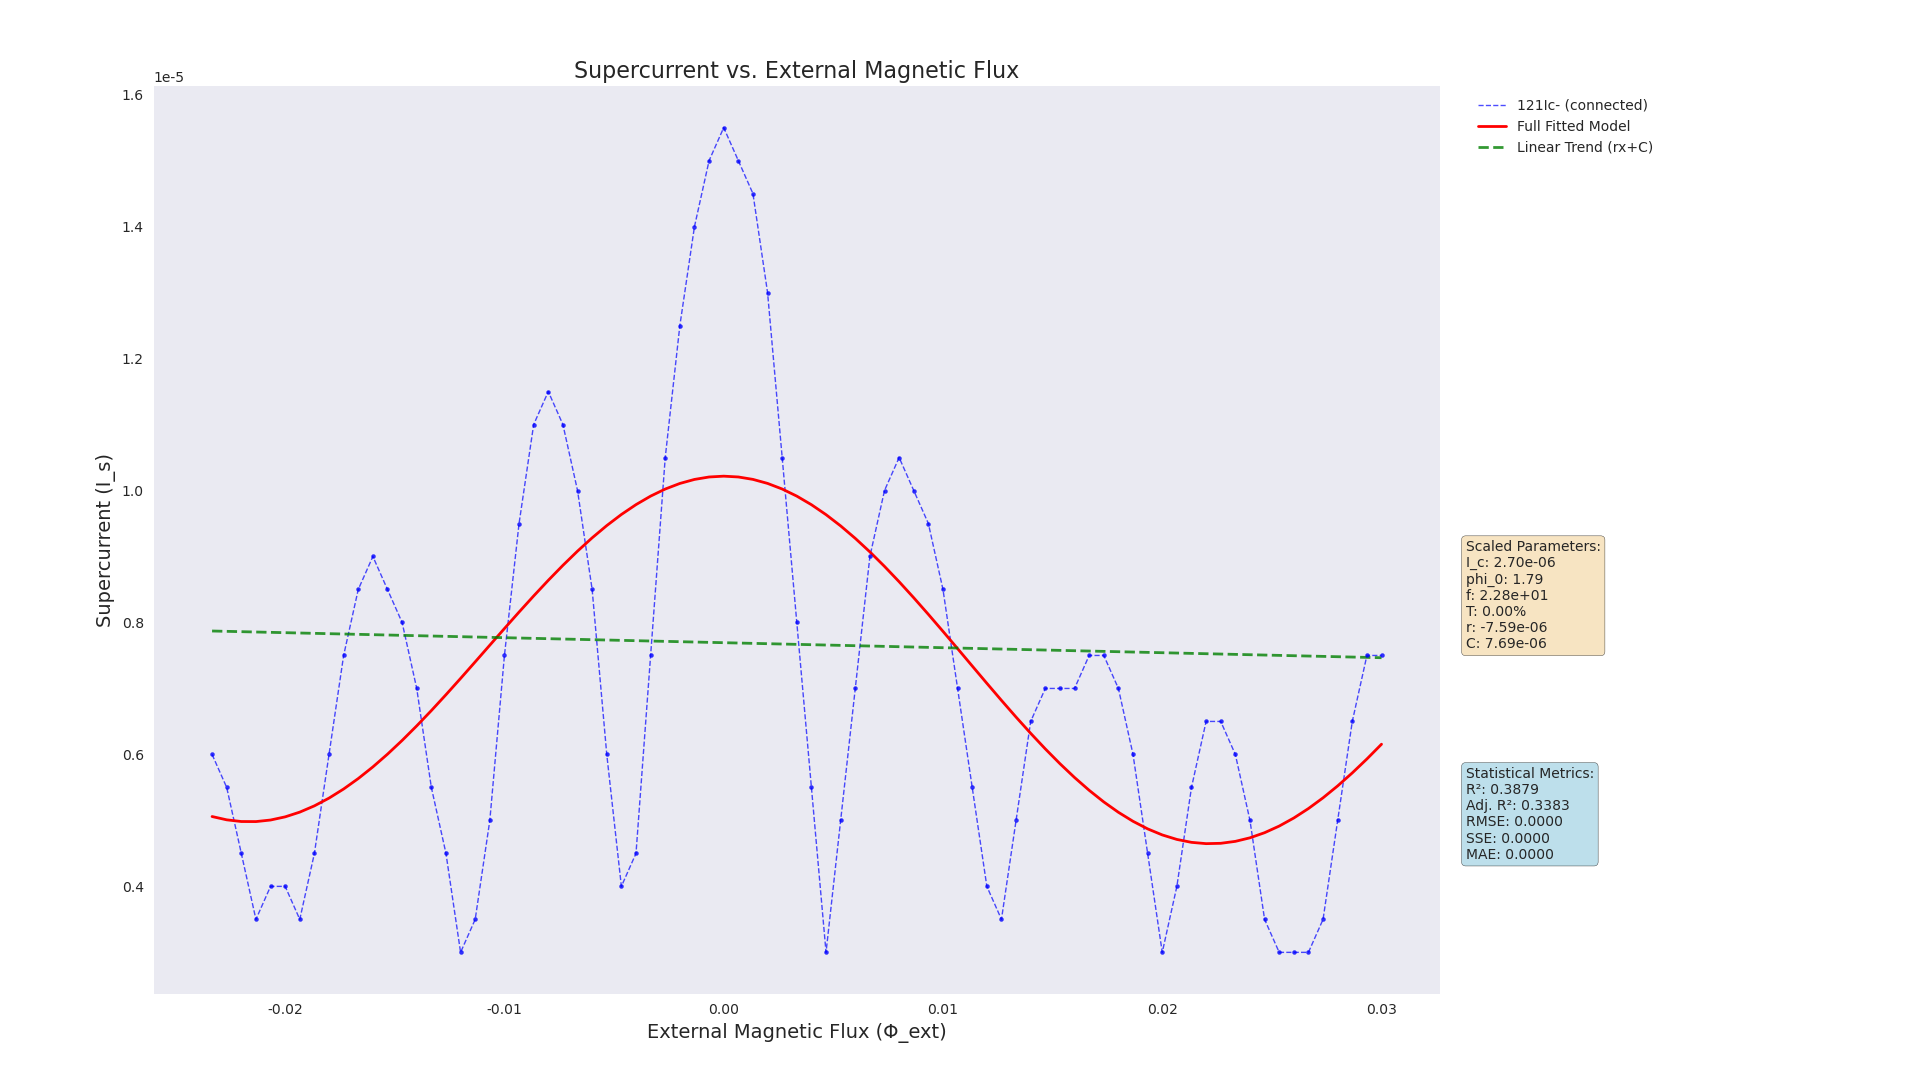 Supercurrent vs. External Magnetic Flux
1e-5
1.6
1.4
1.2
1.0
0.8
0.6
0.4
Supercurrent (I_s)
-0.02
-0.01
0.00
0.01
0.02
0.03
External Magnetic Flux (Φ_ext)
121Ic- (connected)
Full Fitted Model
Linear Trend (rx+C)
Scaled Parameters:
I_c: 2.70e-06
phi_0: 1.79
f: 2.28e+01
T: 0.00%
r: -7.59e-06
C: 7.69e-06
Statistical Metrics:
R²: 0.3879
Adj. R²: 0.3383
RMSE: 0.0000
SSE: 0.0000
MAE: 0.0000